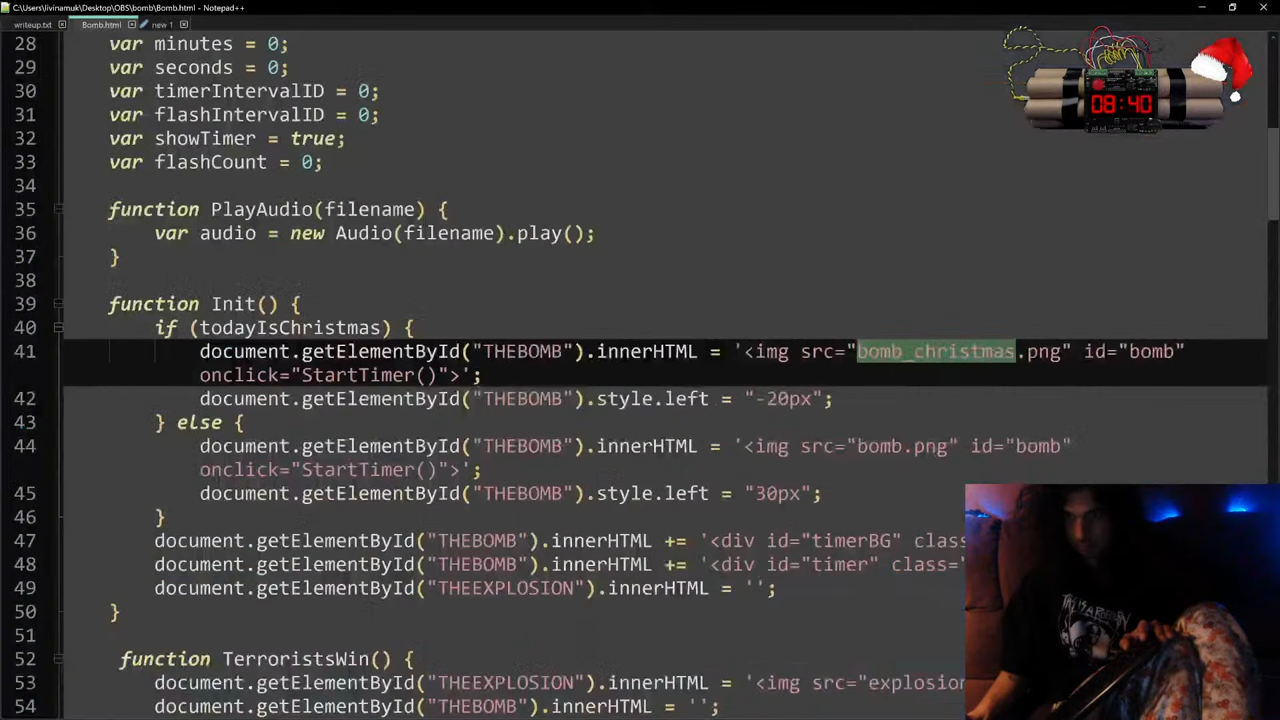 C:\Users\livinamuk\Desktop\OBS\bomb\Bomb.html - Notepad++
writeup.txt Bomb.html new 1
28 var minutes = 0;
29 var seconds = 0;
30 var timerIntervalID = 0;
31 var flashIntervalID = 0;
32 var showTimer = true;
33 var flashCount = 0;
34
35 function PlayAudio(filename) {
36 var audio = new Audio(filename).play();
37 }
38
39 function Init() {
40 if (todayIsChristmas) {
41 document.getElementById("THEBOMB").innerHTML = '<img src="bomb_christmas.png" id="bomb"
onclick="StartTimer()">';
42 document.getElementById("THEBOMB").style.left = "-20px";
43 } else {
44 document.getElementById("THEBOMB").innerHTML = '<img src="bomb.png" id="bomb"
onclick="StartTimer()">';
45 document.getElementById("THEBOMB").style.left = "30px";
46 }
47 document.getElementById("THEBOMB").innerHTML += '<div id="timerBG" clas
48 document.getElementById("THEBOMB").innerHTML += '<div id="timer" class=
49 document.getElementById("THEEXPLOSION").innerHTML = '';
50 }
51
52 function TerroristsWin() {
53 document.getElementById("THEEXPLOSION").innerHTML = '<img src="explosion
54 document.getElementById("THEBOMB").innerHTML = '';
08:40